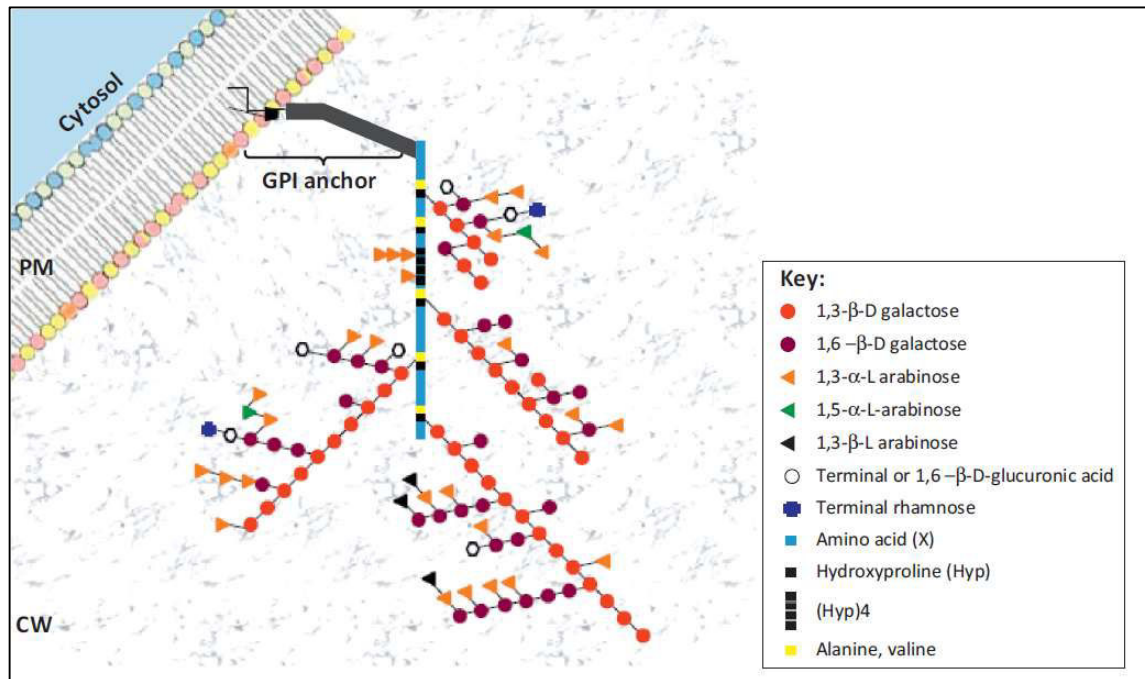 Cytosol
GPI anchor
PM
CW
Key:
1,3-β-D galactose
1,6 –β-D galactose
1,3-α-L arabinose
1,5-α-L-arabinose
1,3-β-L arabinose
Terminal or 1,6 –β-D-glucuronic acid
Terminal rhamnose
Amino acid (X)
Hydroxyproline (Hyp)
(Hyp)4
Alanine, valine